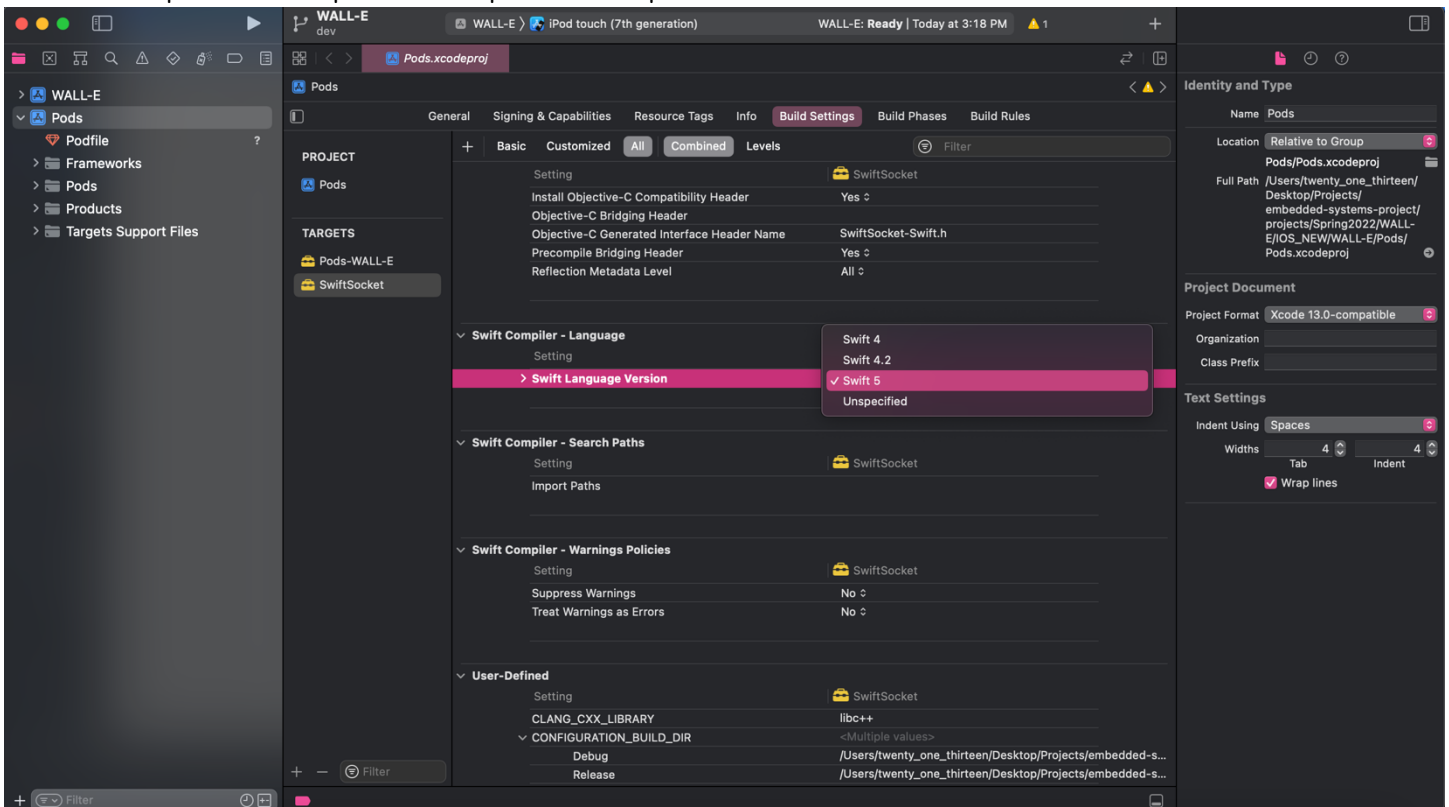 WALL-E
dev
WALL-E
iPod touch (7th generation)
WALL-E: Ready | Today at 3:18 PM
1
Pods.xcodeproj
WALL-E
Pods
Podfile
?
Frameworks
Pods
Products
Targets Support Files
Filter
Pods
General
Signing & Capabilities
Resource Tags
Info
Build Settings
Build Phases
Build Rules
PROJECT
Pods
TARGETS
Pods-WALL-E
SwiftSocket
Filter
Basic
Customized
All
Combined
Levels
Filter
Setting
SwiftSocket
Install Objective-C Compatibility Header
Yes
Objective-C Bridging Header
Objective-C Generated Interface Header Name
SwiftSocket-Swift.h
Precompile Bridging Header
Yes
Reflection Metadata Level
All
Swift Compiler - Language
Setting
Swift Language Version
Swift 4
Swift 4.2
Swift 5
Unspecified
Swift Compiler - Search Paths
Setting
SwiftSocket
Import Paths
Swift Compiler - Warnings Policies
Setting
SwiftSocket
Suppress Warnings
No
Treat Warnings as Errors
No
User-Defined
Setting
SwiftSocket
CLANG_CXX_LIBRARY
libc++
CONFIGURATION_BUILD_DIR
<Multiple values>
Debug
/Users/twenty_one_thirteen/Desktop/Projects/embedded-s...
Release
/Users/twenty_one_thirteen/Desktop/Projects/embedded-s...
Identity and Type
Name
Pods
Location
Relative to Group
Pods/Pods.xcodeproj
Full Path
/Users/twenty_one_thirteen/
Desktop/Projects/
embedded-systems-project/
projects/Spring2022/WALL-
E/IOS_NEW/WALL-E/Pods/
Pods.xcodeproj
Project Document
Project Format
Xcode 13.0-compatible
Organization
Class Prefix
Text Settings
Indent Using
Spaces
Widths
4
4
Tab
Indent
Wrap lines